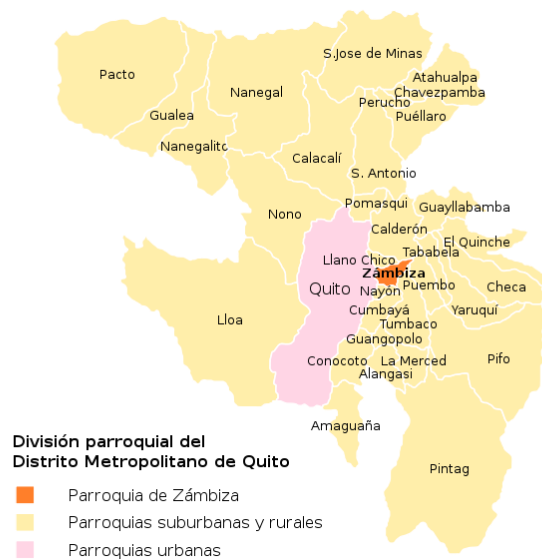 S.Jose de Minas
Pacto
Atahualpa
Nanegal
Chavezpamba
Perucho
Gualea
Puéllaro
Nanegalito
Calacalí
S. Antonio
Pomasqui
Guayllabamba
Nono
Calderón
El Quinche
Tababela
Llano Chico
Zámbiza
Puembo
Checa
Quito
Nayón
Cumbayá
Yaruquí
Lloa
Tumbaco
Guangopolo
Conocoto
La Merced
Pifo
Alangasi
Amaguaña
Pintag
División parroquial del
Distrito Metropolitano de Quito
Parroquia de Zámbiza
Parroquias suburbanas y rurales
Parroquias urbanas